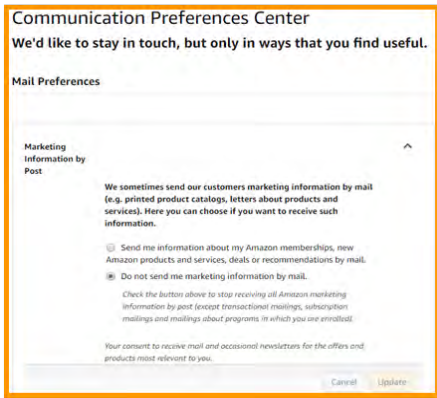 Communication Preferences Center
We'd like to stay in touch, but only in ways that you find useful.
Mail Preferences
Marketing
Information by
Post
We sometimes send our customers marketing information by mail
(e.g. printed product catalogs, letters about products and
services). Here you can choose if you want to receive such
information.
Send me information about my Amazon memberships, new
Amazon products and services, deals or recommendations by mail.
Do not send me marketing information by mail.
Check the button above to stop receiving all Amazon marketing
information by post (except transactional mailings, subscription
mailings and mailings about programs in which you are enrolled).
Your consent to receive mail and occasional newsletters for the offers and
products most relevant to you.
Cancel Update